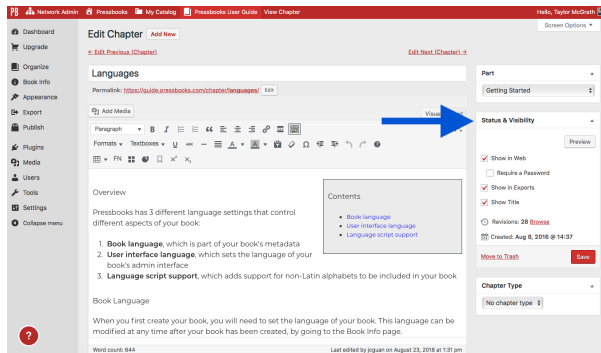 PB Network Admin Pressbooks My Catalog Pressbooks User Guide View Chapter Hello, Taylor McGrath
Screen Options ▼
Dashboard
Upgrade
Organize
Book Info
Appearance
Export
Publish
Plugins
Media
Users
Tools
Settings
Collapse menu
?
Edit Chapter Add New
← Edit Previous (Chapter) Edit Next (Chapter) →
Languages
Permalink: https://guide.pressbooks.com/chapter/languages/ Edit
Add Media
Paragraph
Formats Textboxes
FN
Overview
Pressbooks has 3 different language settings that control
different aspects of your book:
1. Book language, which is part of your book's metadata
2. User interface language, which sets the language of your
book's admin interface
3. Language script support, which adds support for non-Latin alphabets to be included in your book
Contents
Book language
User interface language
Language script support
Book Language
When you first create your book, you will need to set the language of your book. This language can be
modified at any time after your book has been created, by going to the Book Info page.
Word count: 644 Last edited by joguan on August 23, 2018 at 1:31 pm
Part
Getting Started
Status & Visibility
Preview
Show in Web
Require a Password
Show in Exports
Show Title
Revisions: 28 Browse
Created: Aug 8, 2016 @ 14:37
Move to Trash Save
Chapter Type
No chapter type